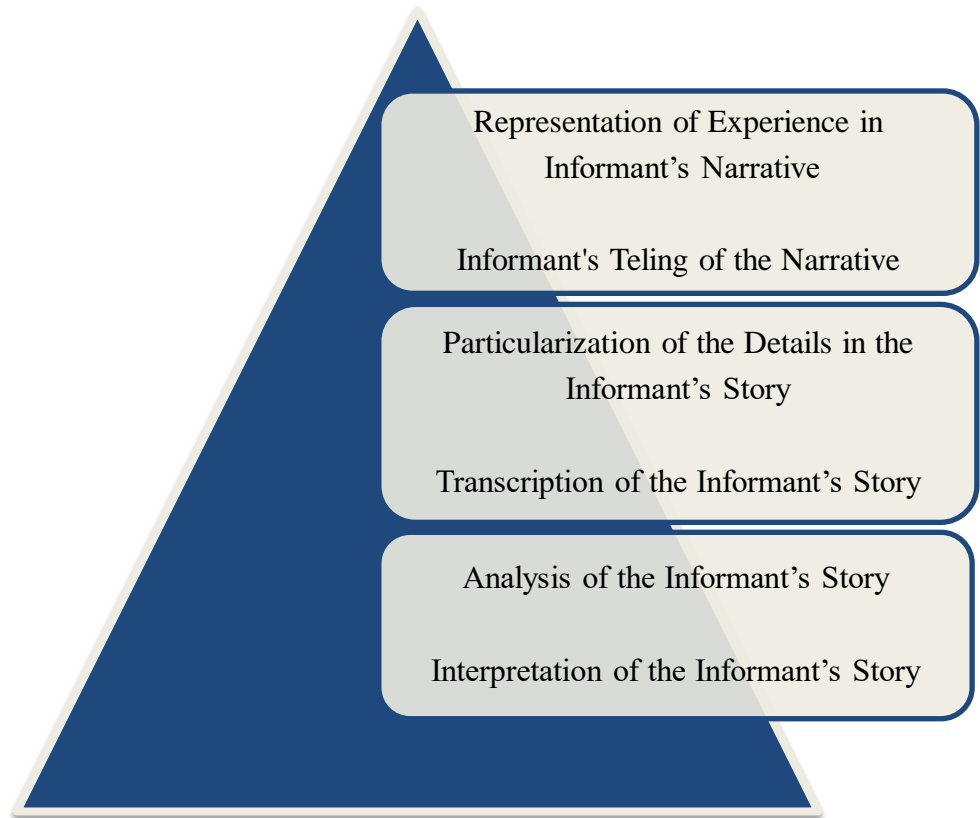 Representation of Experience in
Informant’s Narrative
Informant's Teling of the Narrative
Particularization of the Details in the
Informant’s Story
Transcription of the Informant’s Story
Analysis of the Informant’s Story
Interpretation of the Informant’s Story